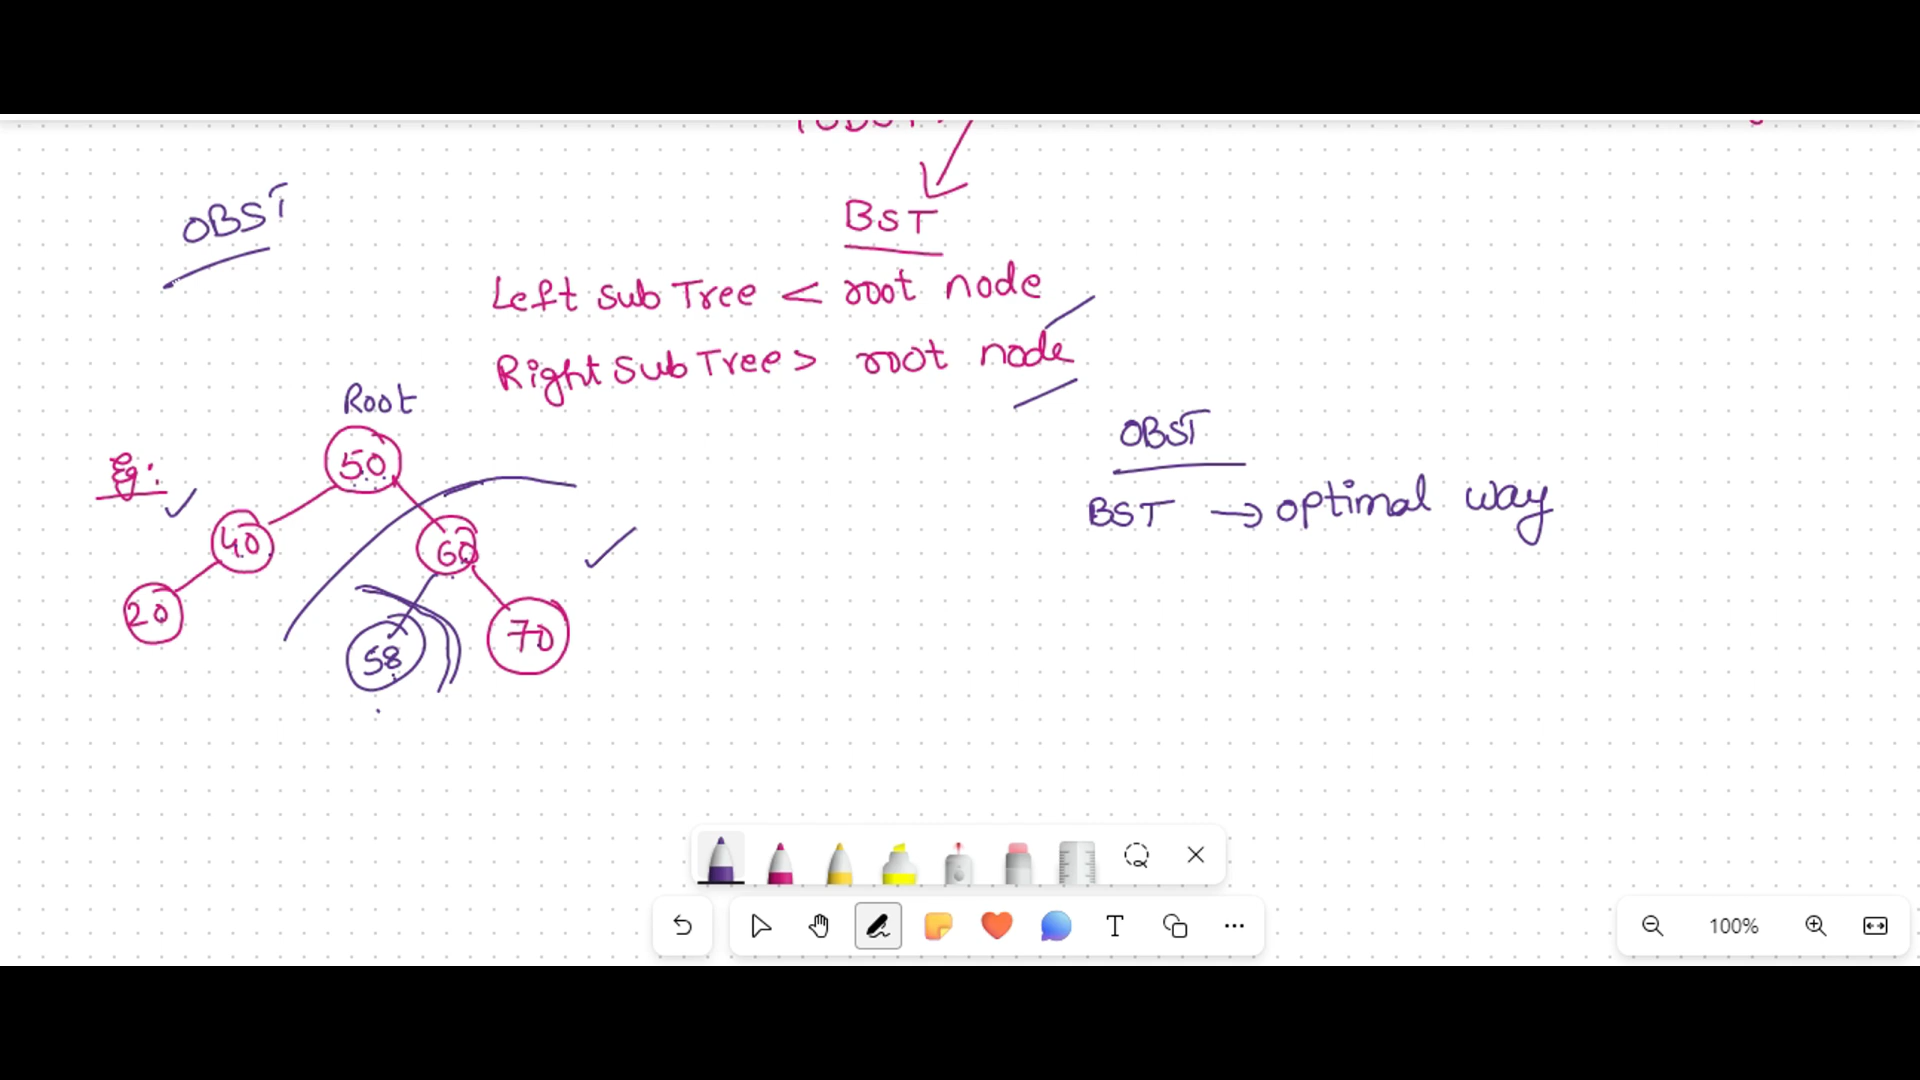 BST
OBST
Left Sub Tree < root node
Right Sub Tree > root node
Root
OBST
50
Eg:
BST → optimal way
40
60
20
70
58
T
100%